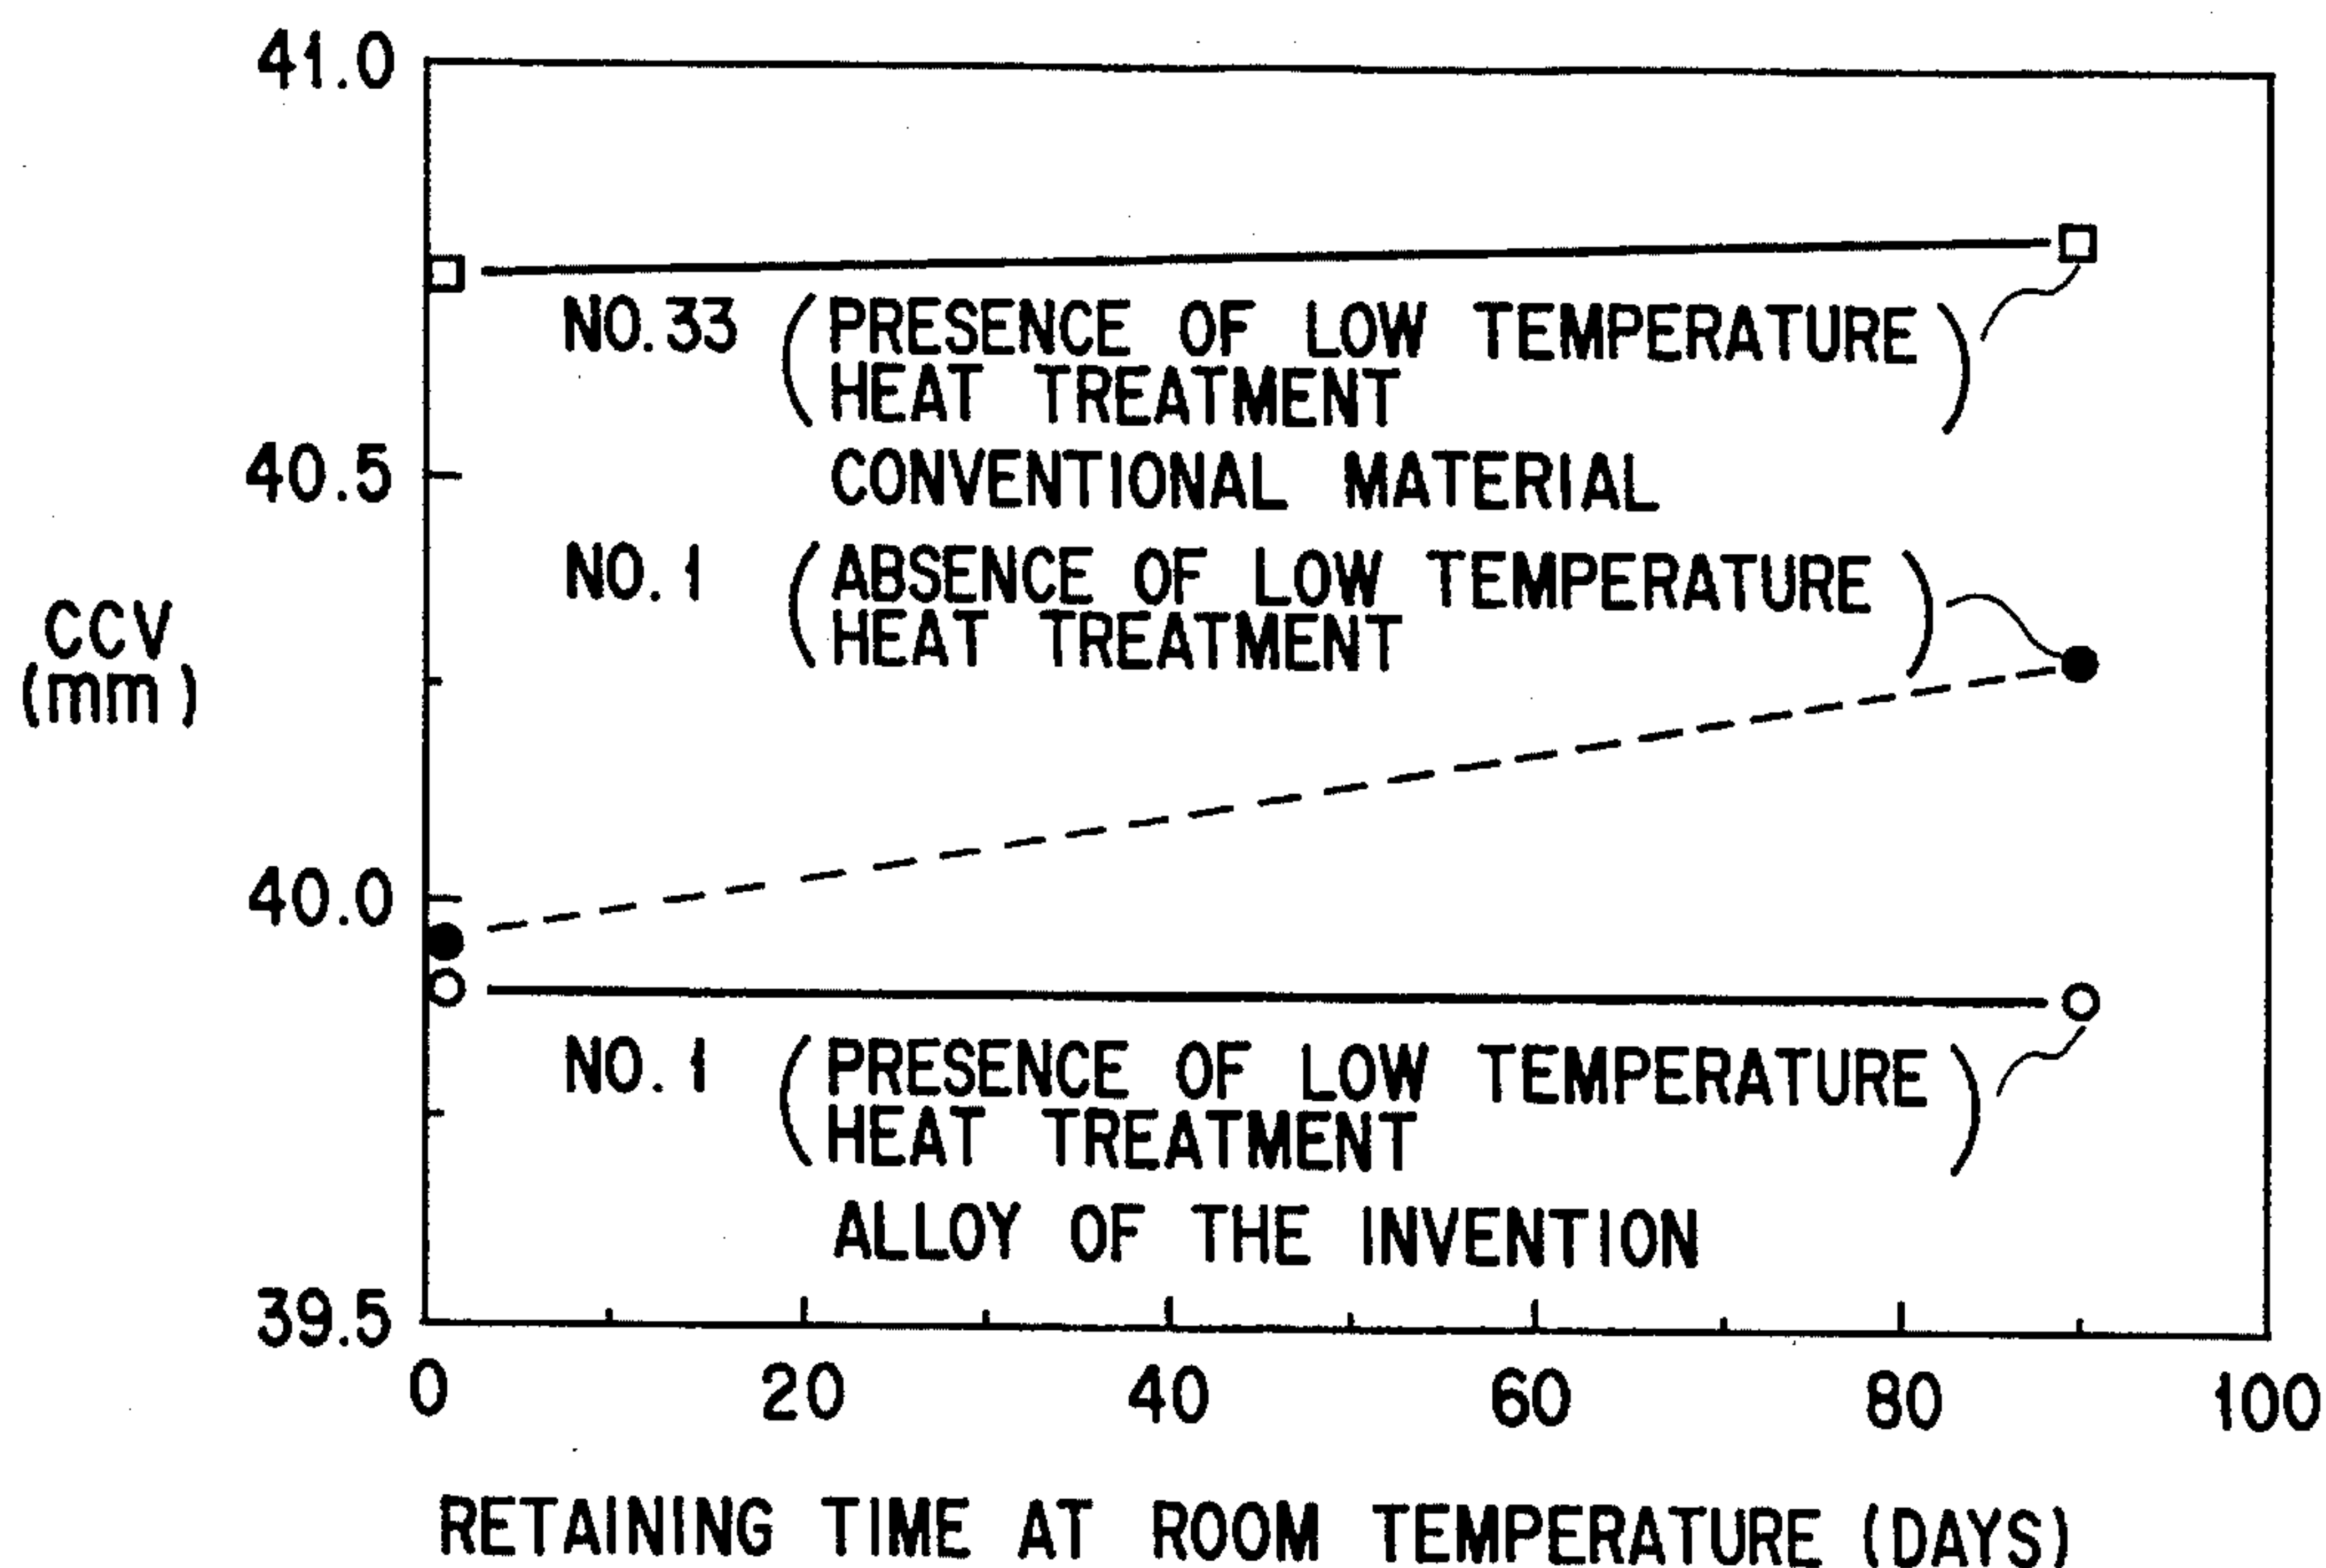 41.0
NO. 33 (PRESENCE OF LOW TEMPERATURE
HEAT TREATMENT)
40.5
CONVENTIONAL MATERIAL
NO. 1 (ABSENCE OF LOW TEMPERATURE
HEAT TREATMENT)
CCV
(mm)
40.0
NO. 1 (PRESENCE OF LOW TEMPERATURE
HEAT TREATMENT)
ALLOY OF THE INVENTION
39.5
0 20 40 60 80 100
RETAINING TIME AT ROOM TEMPERATURE (DAYS)